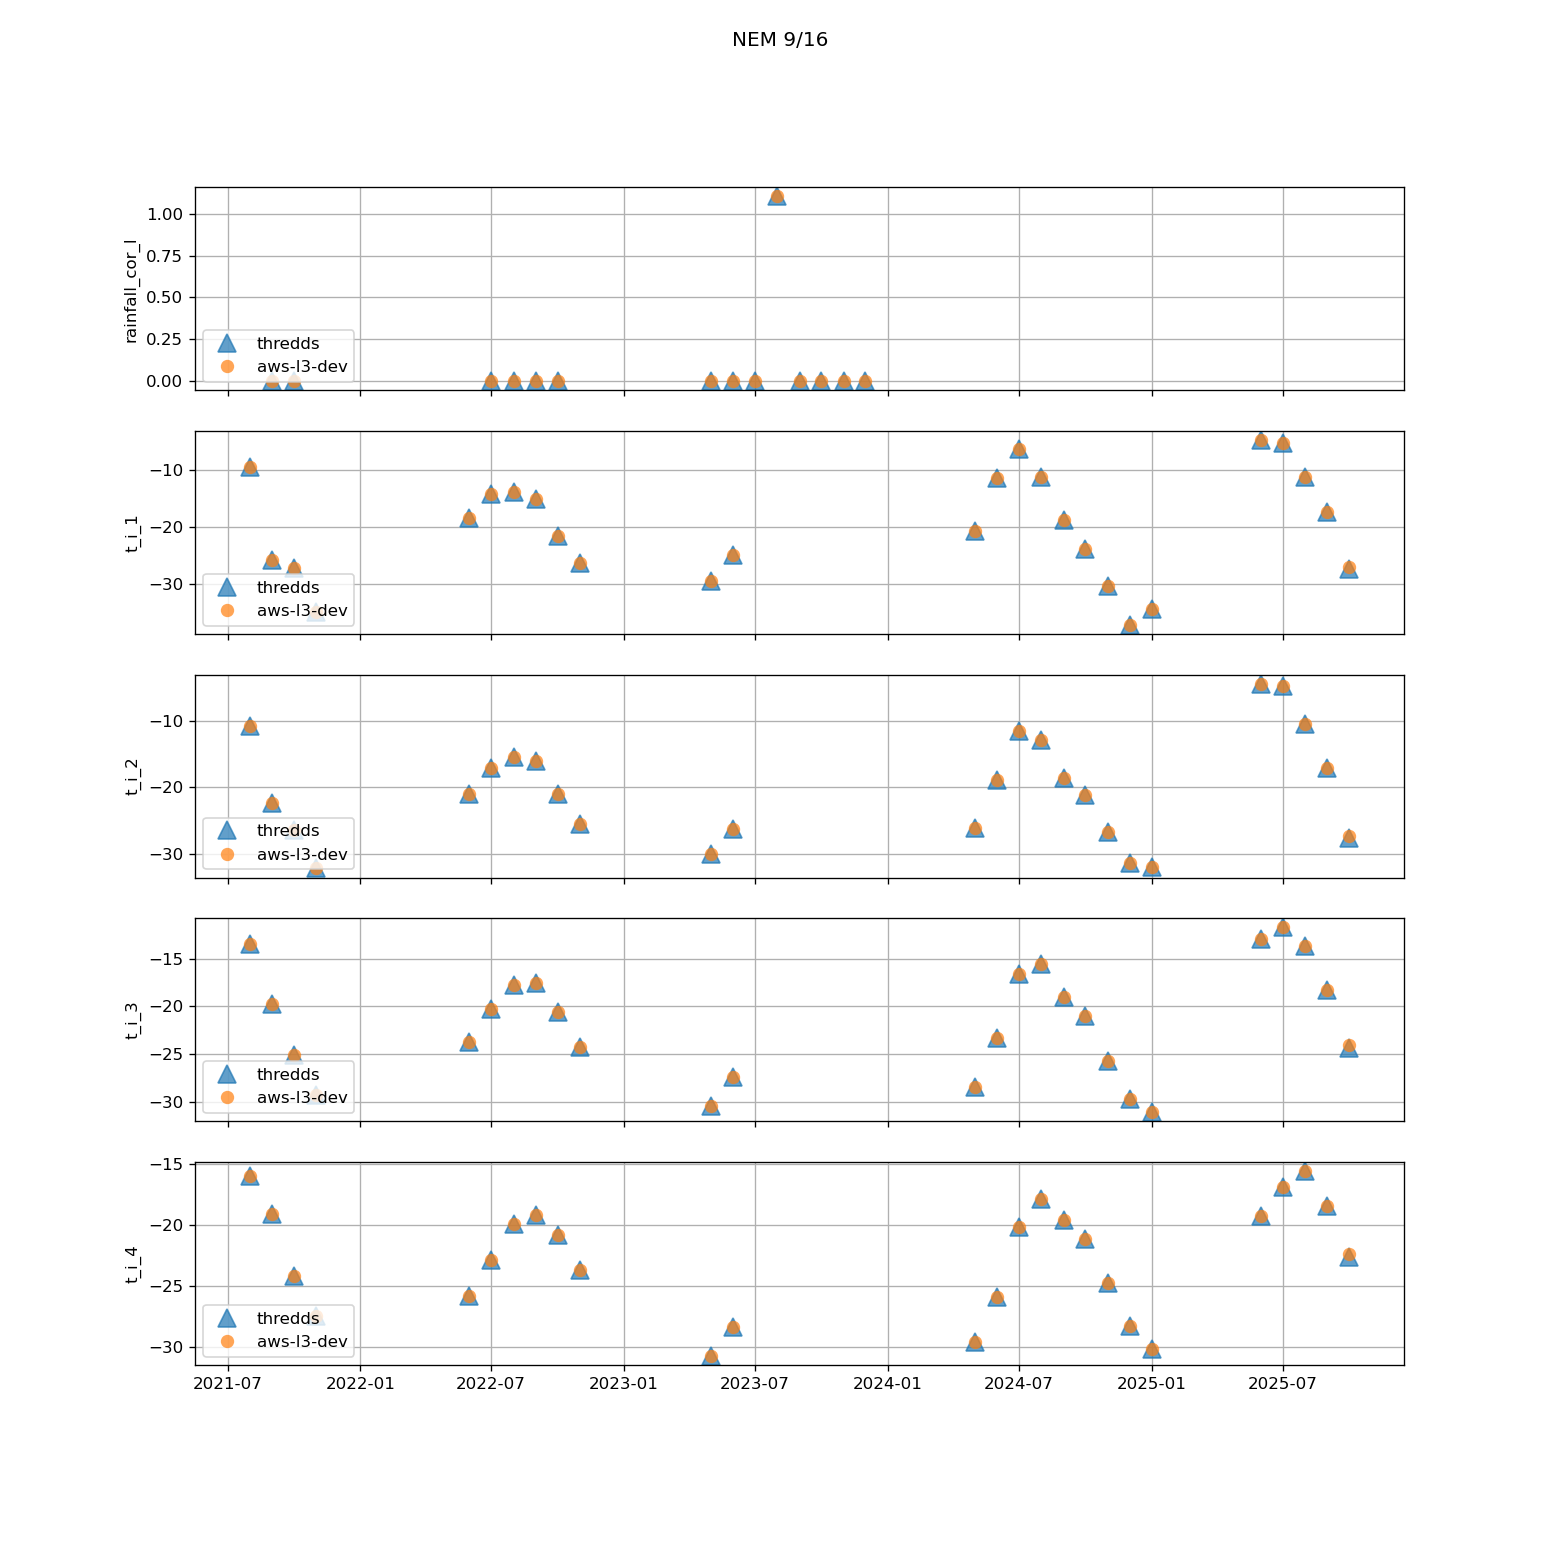 NEM 9/16
rainfall_cor_l
1.00
0.75
0.50
0.25
0.00
thredds
aws-l3-dev
t_i_1
−10
−20
−30
thredds
aws-l3-dev
t_i_2
−10
−20
−30
thredds
aws-l3-dev
t_i_3
−15
−20
−25
−30
thredds
aws-l3-dev
t_i_4
−15
−20
−25
−30
thredds
aws-l3-dev
2021-07 2022-01 2022-07 2023-01 2023-07 2024-01 2024-07 2025-01 2025-07